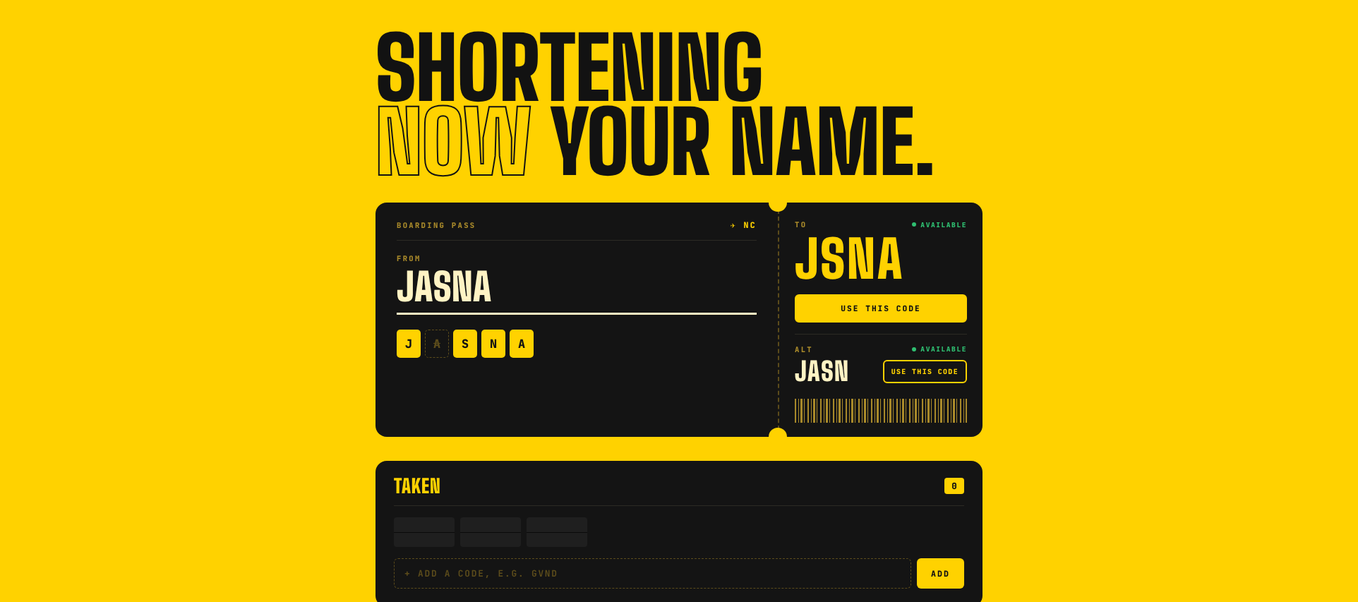 SHORTENING
NOW YOUR NAME.
BOARDING PASS
→ NC
FROM
JASNA
J A S N A
TO
AVAILABLE
JSNA
USE THIS CODE
ALT
AVAILABLE
JASN
USE THIS CODE
TAKEN
0
+ ADD A CODE, E.G. GVND
ADD